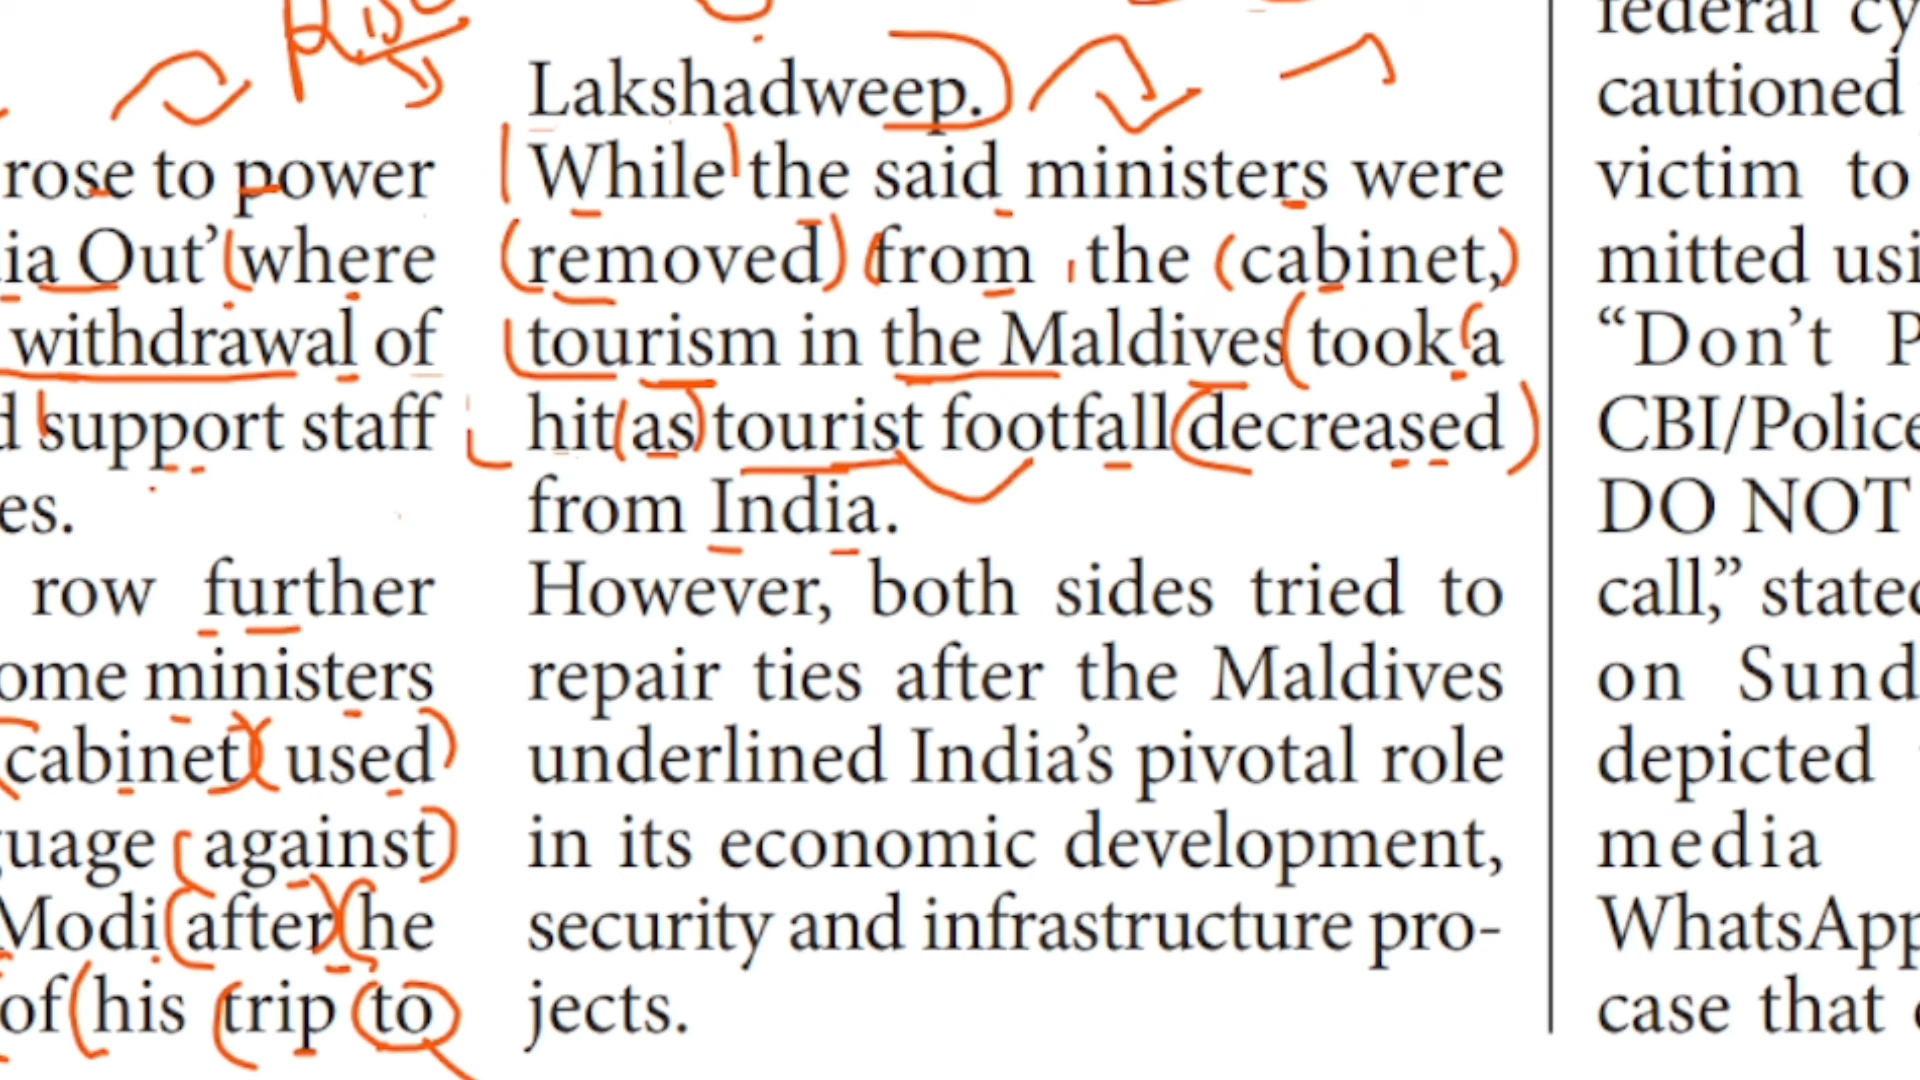 rose to power
ia Out’ where
withdrawal of
support staff
es.
row further
ome ministers
cabinet used
guage against
Modi after he
of his trip to
Lakshadweep.
While the said ministers were
removed from the cabinet,
tourism in the Maldives took a
hit as tourist footfall decreased
from India.
However, both sides tried to
repair ties after the Maldives
underlined India’s pivotal role
in its economic development,
security and infrastructure pro-
jects.
federal cy
cautioned
victim to
mitted usi
“Don’t P
CBI/Police
DO NOT
call,” stated
on Sund
depicted
media
WhatsApp
case that